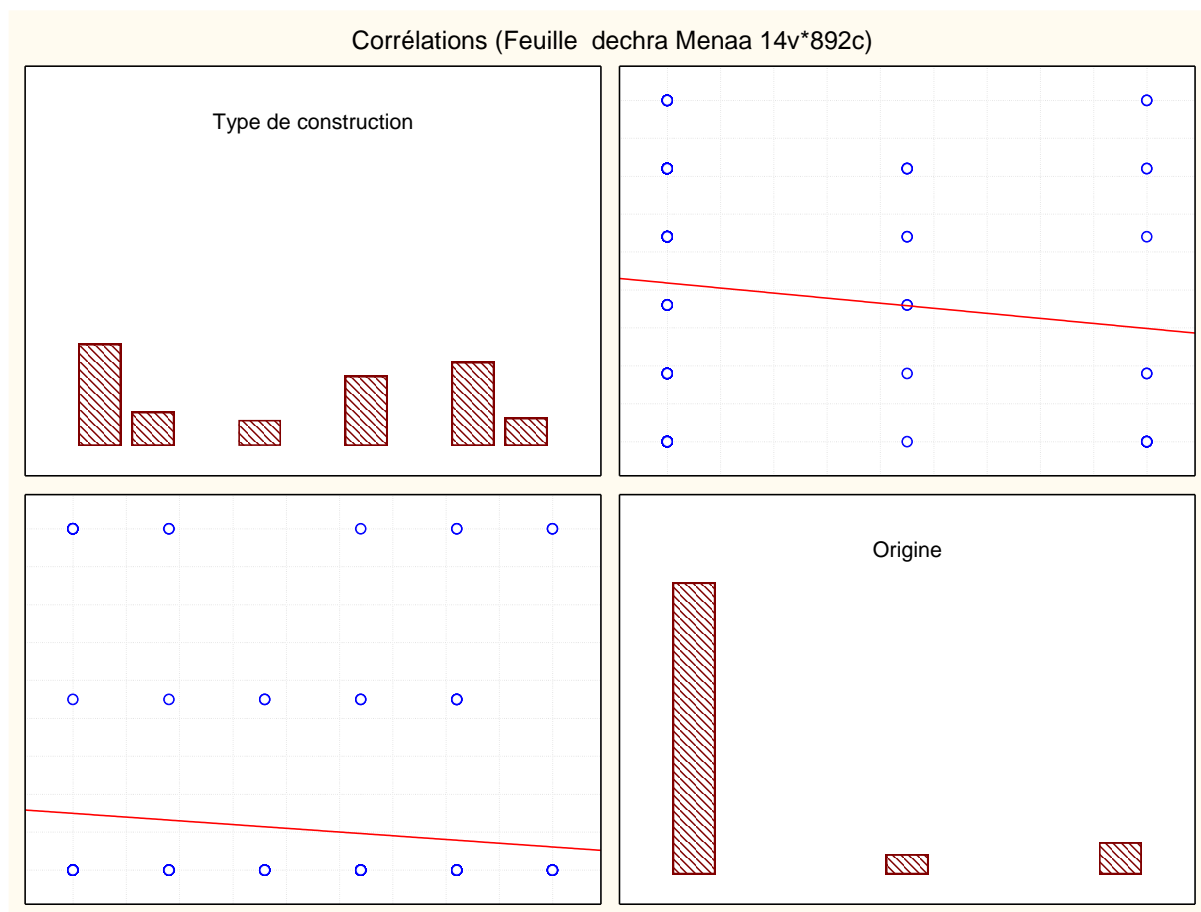 Corrélations (Feuille dechra Menaa 14v*892c)
Type de construction
Origine